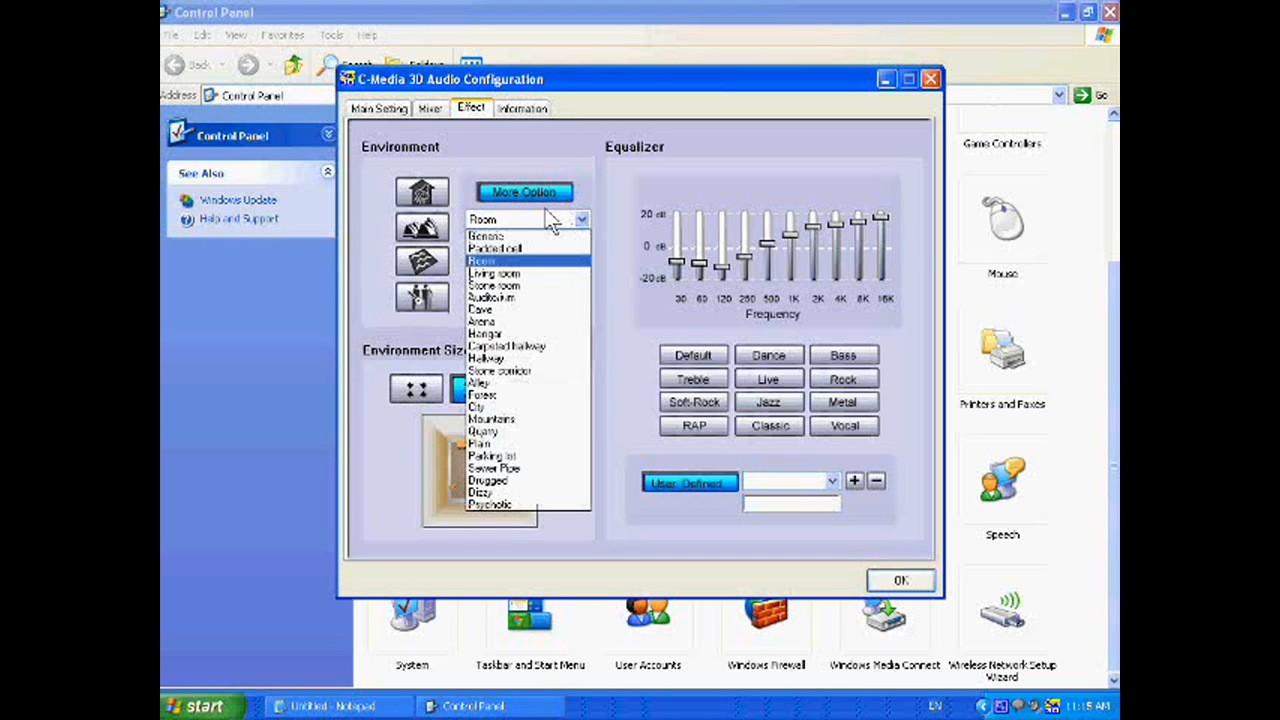 Control Panel
File Edit View Favorites Tools Help
Back Search Folders
Address Control Panel Go
Control Panel
See Also
Windows Update
Help and Support
C-Media 3D Audio Configuration
Main Setting Mixer Effect Information
Environment
More Option
Room
Generic
Padded cell
Room
Living room
Stone room
Auditorium
Cave
Arena
Hangar
Carpeted hallway
Hallway
Stone corridor
Alley
Forest
City
Mountains
Quarry
Plain
Parking lot
Sewer Pipe
Drugged
Dizzy
Psychotic
Environment Siz
Equalizer
20 dB
0 dB
-20 dB
30 60 120 250 500 1K 2K 4K 8K 16K
Frequency
Default Dance Bass
Treble Live Rock
Soft-Rock Jazz Metal
RAP Classic Vocal
User Defined + −
OK
Game Controllers
Mouse
Printers and Faxes
Speech
System Taskbar and Start Menu User Accounts Windows Firewall Windows Media Connect Wireless Network Setup
Wizard
start Untitled - Notepad Control Panel EN 11:15 AM